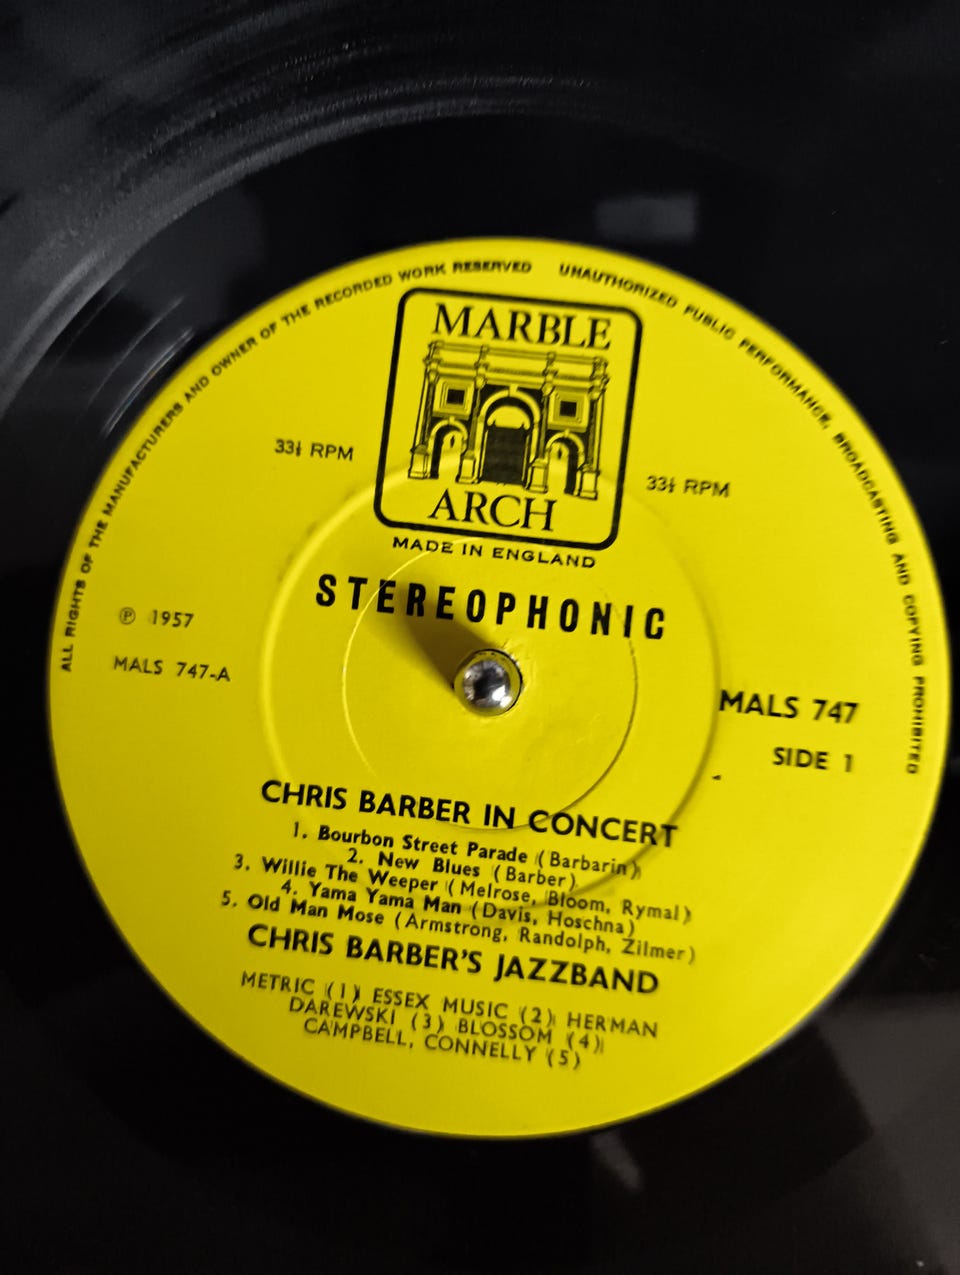 ALL RIGHTS OF THE MANUFACTURERS AND OWNER OF THE RECORDED WORK RESERVED
UNAUTHORIZED PUBLIC PERFORMANCE, BROADCASTING AND COPYING PROHIBITED
MARBLE
ARCH
33⅓ RPM
33⅓ RPM
MADE IN ENGLAND
STEREOPHONIC
℗ 1957
MALS 747-A
MALS 747
SIDE 1
CHRIS BARBER IN CONCERT
1. Bourbon Street Parade (Barbarin)
2. New Blues (Barber)
3. Willie The Weeper (Melrose, Bloom, Rymal)
4. Yama Yama Man (Davis, Hoschna)
5. Old Man Mose (Armstrong, Randolph, Zilmer)
CHRIS BARBER'S JAZZBAND
METRIC (1) ESSEX MUSIC (2) HERMAN
DAREWSKI (3) BLOSSOM (4)
CAMPBELL, CONNELLY (5)